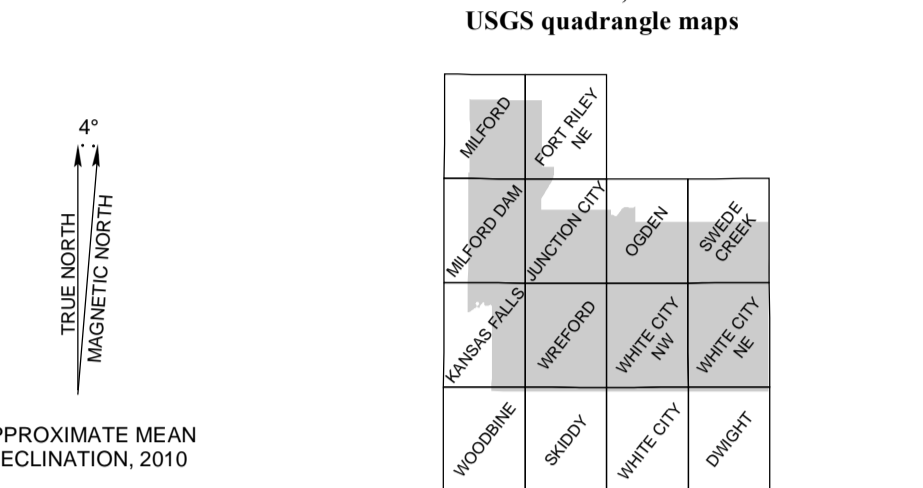 USGS quadrangle maps
4°
TRUE NORTH
MAGNETIC NORTH
PPROXIMATE MEAN
ECLINATION, 2010
MILFORD
FORT RILEY
NE
MILFORD DAM
JUNCTION CITY
OGDEN
SWEDE
CREEK
KANSAS FALLS
WREFORD
WHITE CITY
NW
WHITE CITY
NE
WOODBINE
SKIDDY
WHITE CITY
DWIGHT